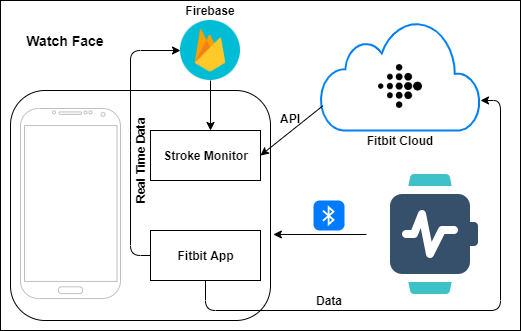 Firebase
Watch Face
API
Fitbit Cloud
Real Time Data
Stroke Monitor
Fitbit App
Data